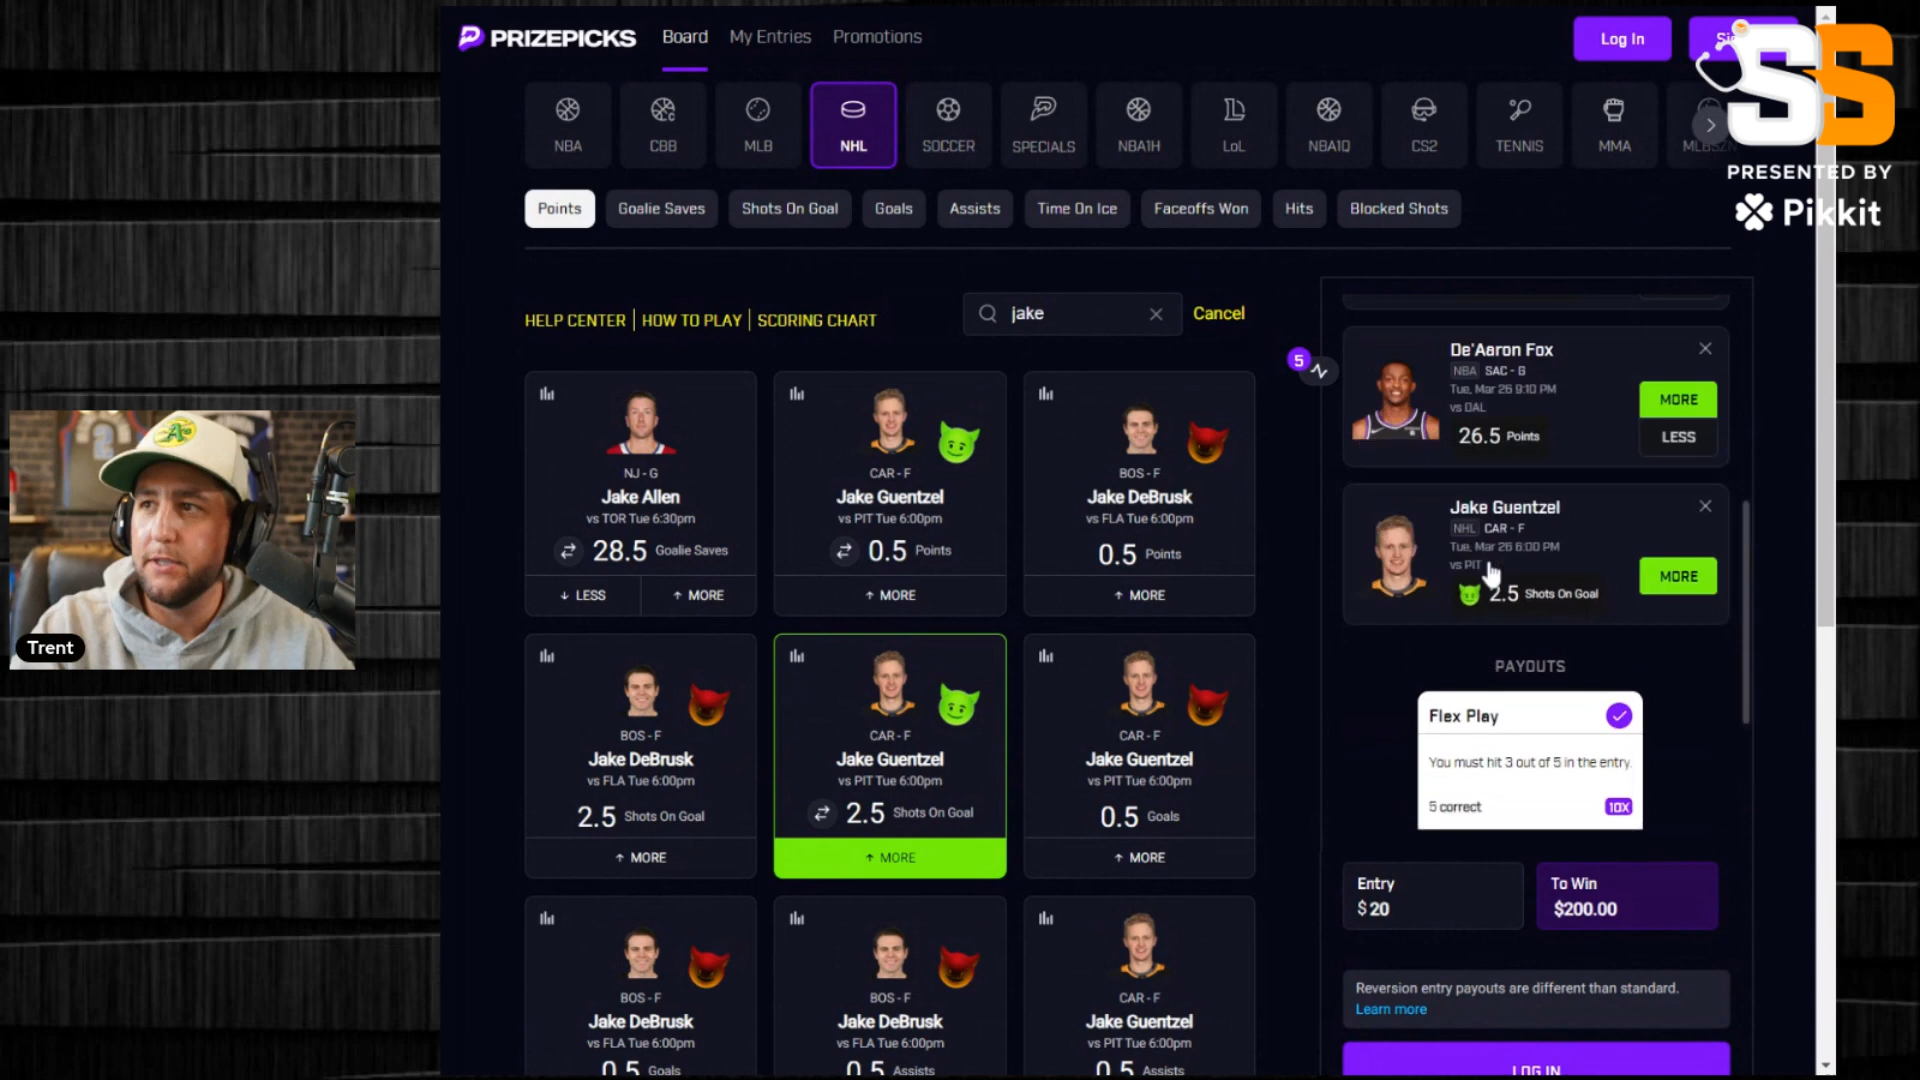 PRIZEPICKS
Board
My Entries
Promotions
Log In
SS
PRESENTED BY
Pikkit
NBA
CBB
MLB
NHL
SOCCER
SPECIALS
NBA1H
LoL
NBA1Q
CS2
TENNIS
MMA
Points
Goalie Saves
Shots On Goal
Goals
Assists
Time On Ice
Faceoffs Won
Hits
Blocked Shots
HELP CENTER | HOW TO PLAY | SCORING CHART
jake
Cancel
NJ - G
Jake Allen
vs TOR Tue 6:30pm
28.5 Goalie Saves
↓ LESS
↑ MORE
CAR - F
Jake Guentzel
vs PIT Tue 6:00pm
0.5 Points
↑ MORE
BOS - F
Jake DeBrusk
vs FLA Tue 6:00pm
0.5 Points
↑ MORE
BOS - F
Jake DeBrusk
vs FLA Tue 6:00pm
2.5 Shots On Goal
↑ MORE
CAR - F
Jake Guentzel
vs PIT Tue 6:00pm
2.5 Shots On Goal
↑ MORE
CAR - F
Jake Guentzel
vs PIT Tue 6:00pm
0.5 Goals
↑ MORE
BOS - F
Jake DeBrusk
vs FLA Tue 6:00pm
0.5 Goals
BOS - F
Jake DeBrusk
vs FLA Tue 6:00pm
0.5 Assists
CAR - F
Jake Guentzel
vs PIT Tue 6:00pm
0.5 Assists
5
De'Aaron Fox
NBA SAC - G
Tue, Mar 26 9:10 PM
vs DAL
26.5 Points
MORE
LESS
Jake Guentzel
NHL CAR - F
Tue, Mar 26 6:00 PM
vs PIT
2.5 Shots On Goal
MORE
PAYOUTS
Flex Play
You must hit 3 out of 5 in the entry.
5 correct
10X
Entry
$ 20
To Win
$200.00
Reversion entry payouts are different than standard.
Learn more
LOG IN
Trent